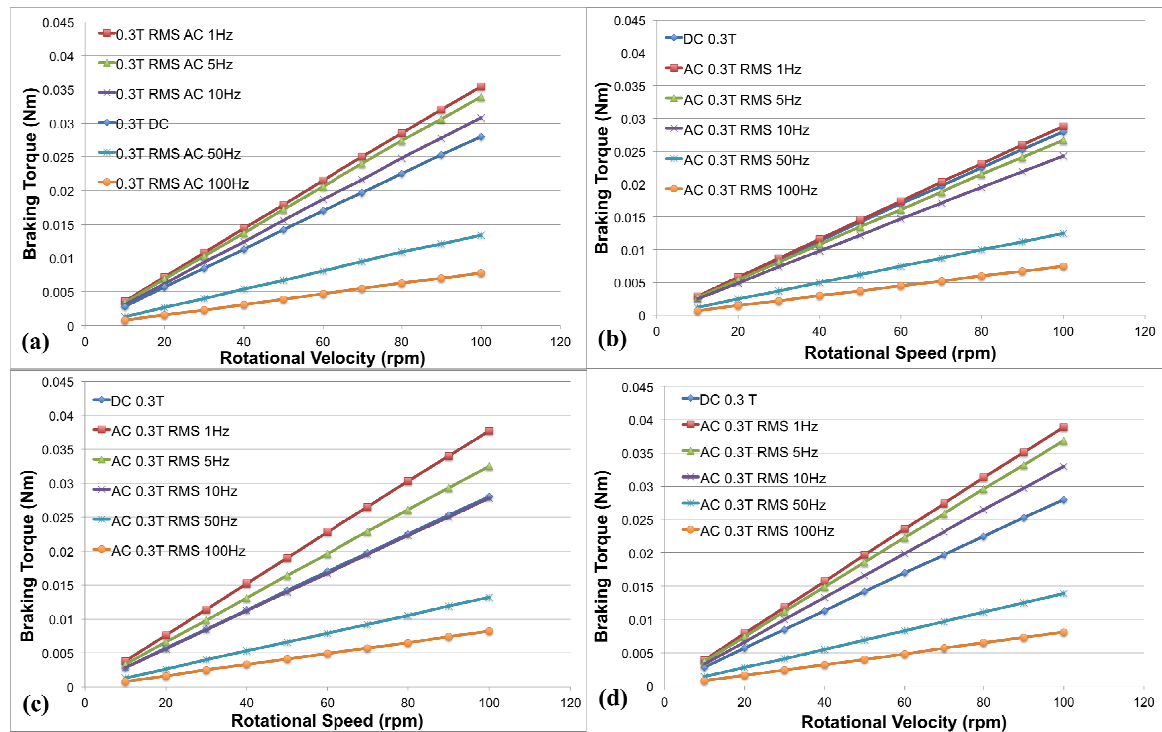 0.045
0.04
0.035
0.03
0.025
0.02
0.015
0.01
0.005
0
Braking Torque (Nm)
0.3T RMS AC 1Hz
0.3T RMS AC 5Hz
0.3T RMS AC 10Hz
0.3T DC
0.3T RMS AC 50Hz
0.3T RMS AC 100Hz
0 20 40 60 80 100 120
(a)
Rotational Velocity (rpm)
0.045
0.04
0.035
0.03
0.025
0.02
0.015
0.01
0.005
0
Braking Torque (Nm)
DC 0.3T
AC 0.3T RMS 1Hz
AC 0.3T RMS 5Hz
AC 0.3T RMS 10Hz
AC 0.3T RMS 50Hz
AC 0.3T RMS 100Hz
0 20 40 60 80 100 120
(b)
Rotational Speed (rpm)
0.045
0.04
0.035
0.03
0.025
0.02
0.015
0.01
0.005
0
Braking Torque (Nm)
DC 0.3T
AC 0.3T RMS 1Hz
AC 0.3T RMS 5Hz
AC 0.3T RMS 10Hz
AC 0.3T RMS 50Hz
AC 0.3T RMS 100Hz
0 20 40 60 80 100 120
(c)
Rotational Speed (rpm)
0.045
0.04
0.035
0.03
0.025
0.02
0.015
0.01
0.005
0
Braking Torque (Nm)
DC 0.3 T
AC 0.3T RMS 1Hz
AC 0.3T RMS 5Hz
AC 0.3T RMS 10Hz
AC 0.3T RMS 50Hz
AC 0.3T RMS 100Hz
0 20 40 60 80 100 120
(d)
Rotational Velocity (rpm)